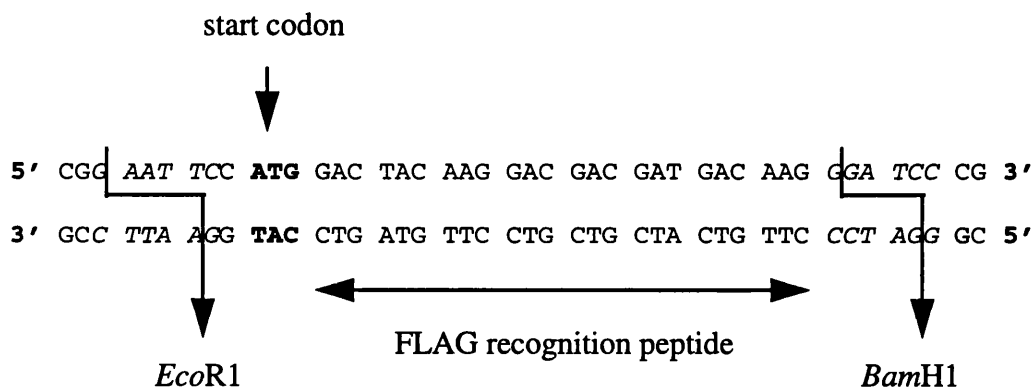 start codon
5' CGG AAT TCC ATG GAC TAC AAG GAC GAC GAT GAC AAG GGA TCC CG 3'
3' GCC TTA AGG TAC CTG ATG TTC CTG CTG CTA CTG TTC CCT AGG GC 5'
FLAG recognition peptide
EcoR1
BamH1